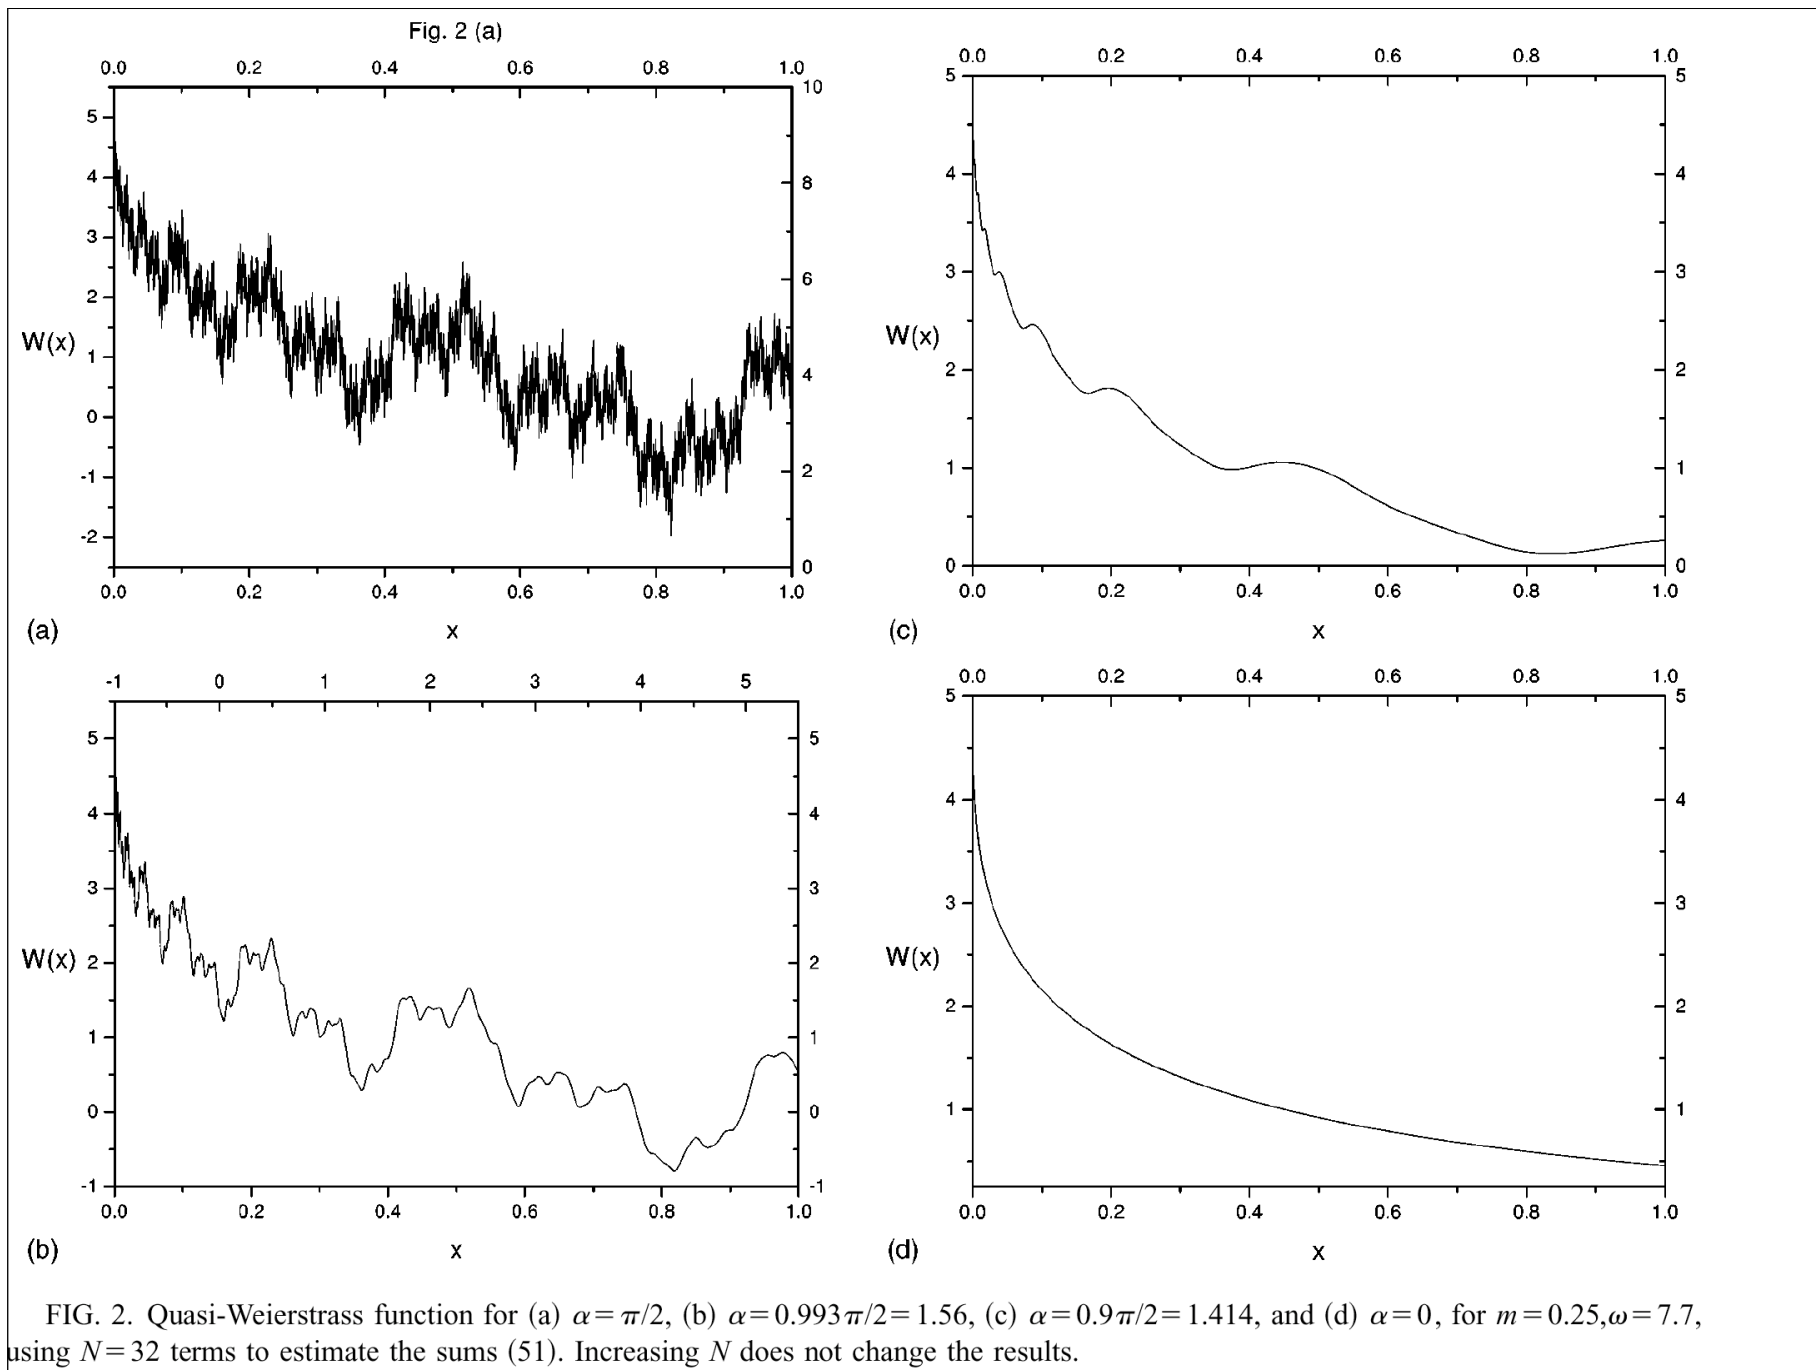 Fig. 2 (a)
0.0 0.2 0.4 0.6 0.8 1.0
5 4 3 2 1 0 -1 -2
W(x)
10 8 6 4 2 0
0.0 0.2 0.4 0.6 0.8 1.0
(a) x
-1 0 1 2 3 4 5
5 4 3 2 1 0 -1
W(x)
5 4 3 2 1 0 -1
0.0 0.2 0.4 0.6 0.8 1.0
(b) x
0.0 0.2 0.4 0.6 0.8 1.0
5 4 3 2 1 0
W(x)
5 4 3 2 1 0
0.0 0.2 0.4 0.6 0.8 1.0
(c) x
0.0 0.2 0.4 0.6 0.8 1.0
5 4 3 2 1
W(x)
5 4 3 2 1
0.0 0.2 0.4 0.6 0.8 1.0
(d) x
FIG. 2. Quasi-Weierstrass function for (a) α=π/2, (b) α=0.993π/2=1.56, (c) α=0.9π/2=1.414, and (d) α=0, for m=0.25,ω=7.7,
using N=32 terms to estimate the sums (51). Increasing N does not change the results.